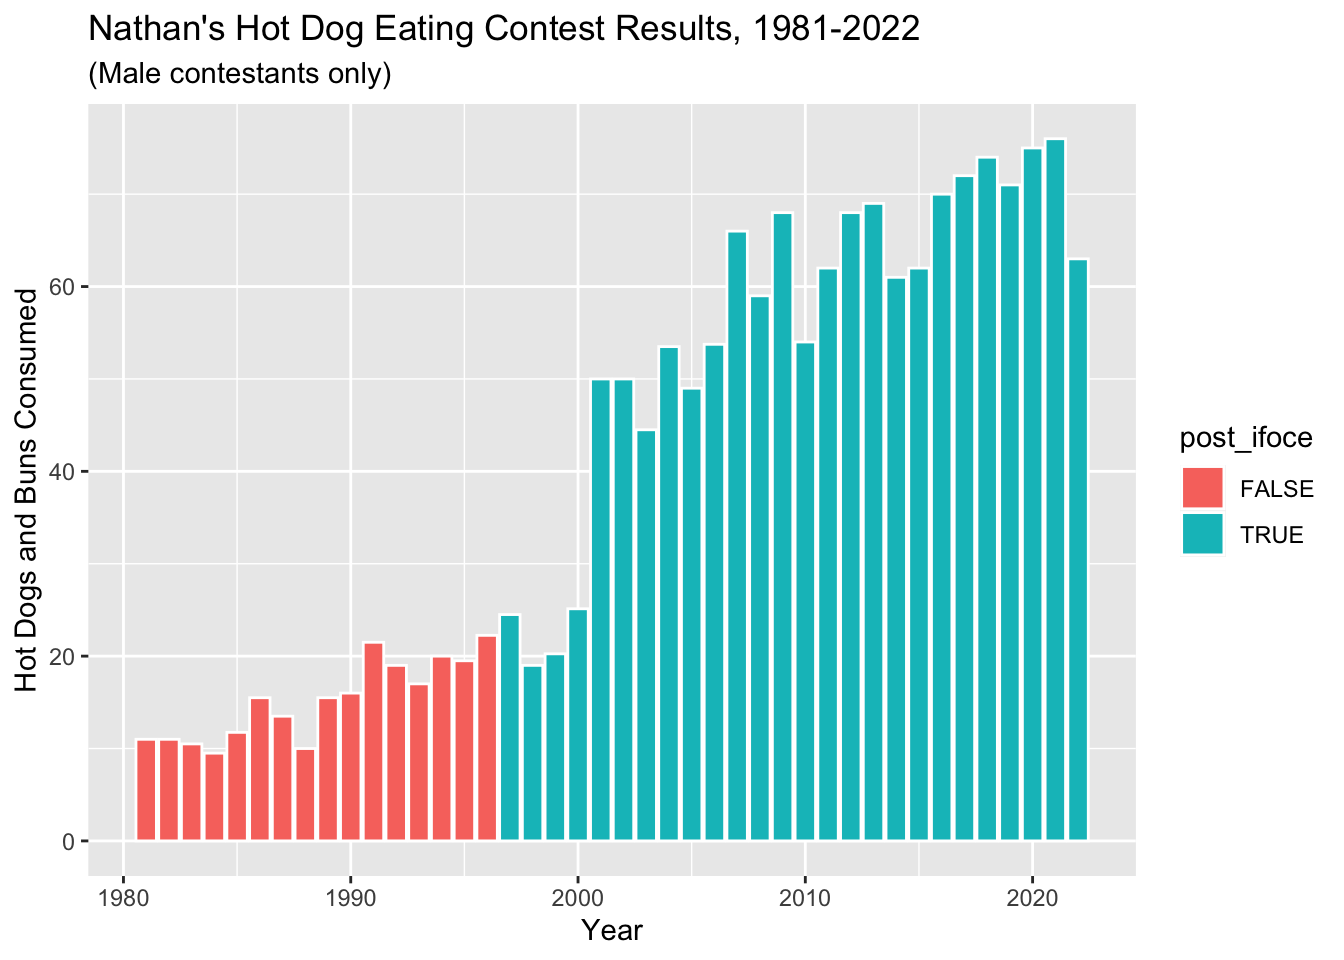 Nathan's Hot Dog Eating Contest Results, 1981-2022
(Male contestants only)
Hot Dogs and Buns Consumed
60
40
20
0
1980
1990
2000
2010
2020
Year
post_ifoce
FALSE
TRUE